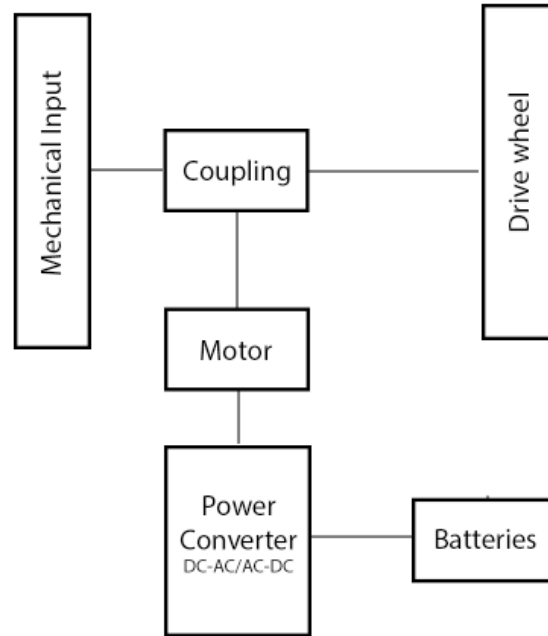 Mechanical Input
Coupling
Drive wheel
Motor
Power
Converter
DC-AC/AC-DC
Batteries